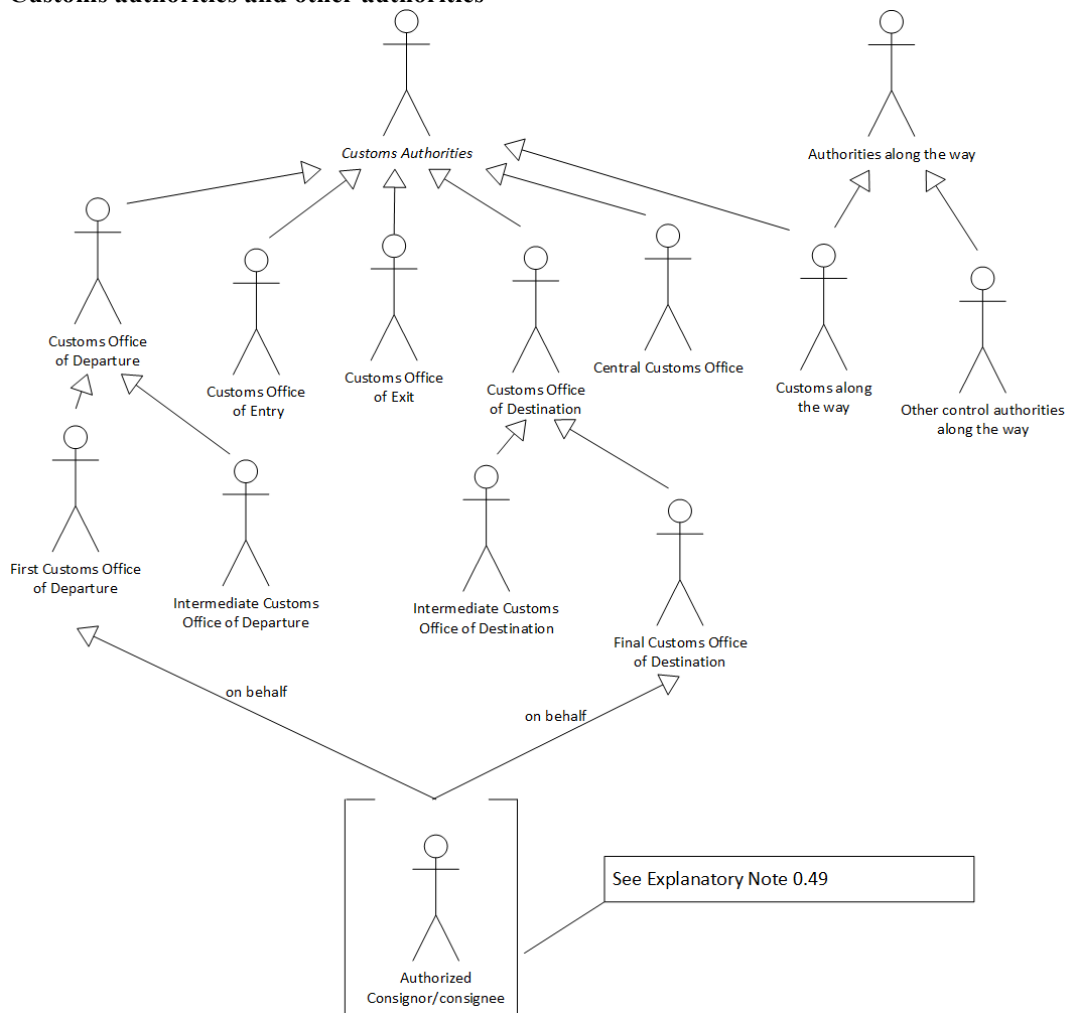 Customs authorities and other authorities
Customs Authorities
Authorities along the way
Customs Office
of Departure
Customs Office
of Entry
Customs Office
of Exit
Customs Office
of Destination
Central Customs Office
Customs along
the way
Other control authorities
along the way
First Customs Office
of Departure
Intermediate Customs
Office of Departure
Intermediate Customs
Office of Destination
Final Customs Office
of Destination
on behalf
on behalf
See Explanatory Note 0.49
Authorized
Consignor/consignee